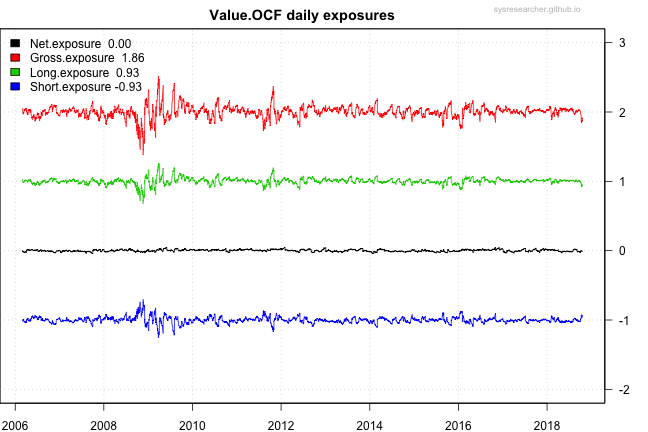 Value.OCF daily exposures
sysresearcher.github.io
Net.exposure 0.00
Gross.exposure 1.86
Long.exposure 0.93
Short.exposure -0.93
3
2
1
0
-1
-2
2006 2008 2010 2012 2014 2016 2018